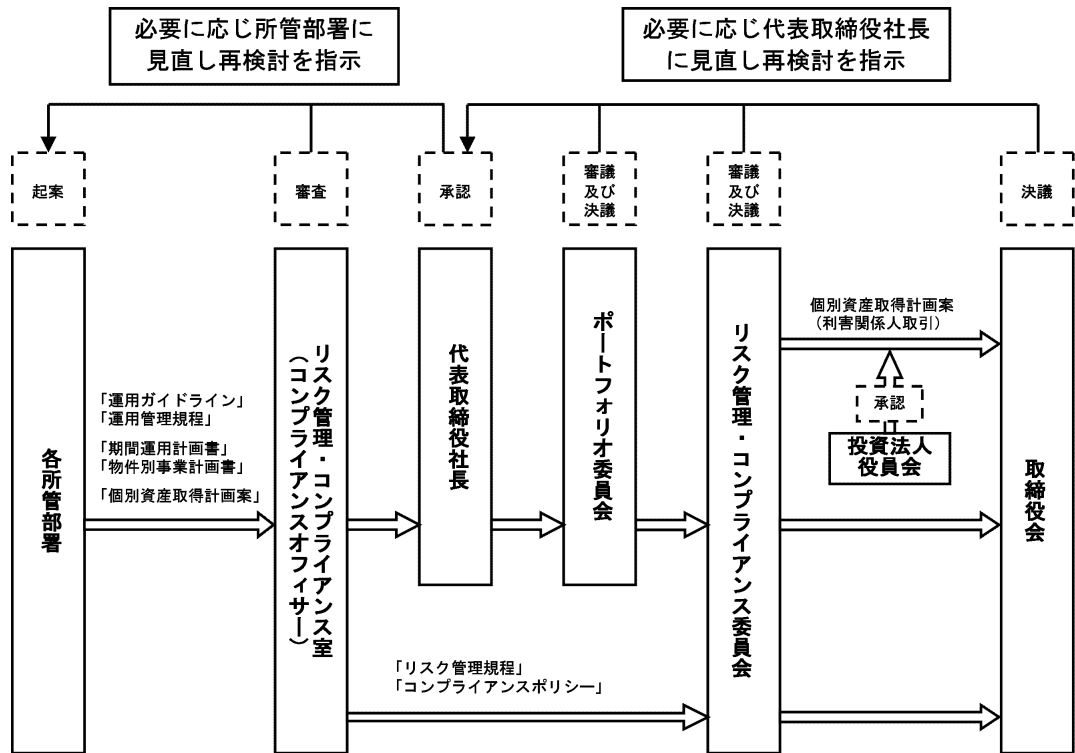 必要に応じ所管部署に
見直し再検討を指示
必要に応じ代表取締役社長
に見直し再検討を指示
起案
審査
承認
審議
及び
決議
審議
及び
決議
決議
各所管部署
「運用ガイドライン」
「運用管理規程」
「期間運用計画書」
「物件別事業計画書」
「個別資産取得計画案」
リスク管理・コンプライアンス室
（コンプライアンスオフィサー）
代表取締役社長
ポートフォリオ委員会
「リスク管理規程」
「コンプライアンスポリシー」
リスク管理・コンプライアンス委員会
個別資産取得計画案
（利害関係人取引）
承認
投資法人
役員会
取締役会